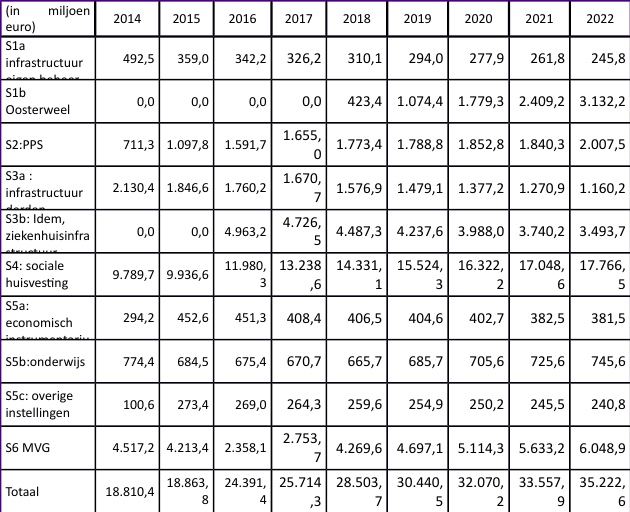 (in miljoen euro) 2014 2015 2016 2017 2018 2019 2020 2021 2022
S1a infrastructuur 492,5 359,0 342,2 326,2 310,1 294,0 277,9 261,8 245,8
S1b Oosterweel 0,0 0,0 0,0 0,0 423,4 1.074,4 1.779,3 2.409,2 3.132,2
S2:PPS 711,3 1.097,8 1.591,7 1.655,0 1.773,4 1.788,8 1.852,8 1.840,3 2.007,5
S3a : infrastructuur 2.130,4 1.846,6 1.760,2 1.670,7 1.576,9 1.479,1 1.377,2 1.270,9 1.160,2
S3b: Idem, ziekenhuisinfra 0,0 0,0 4.963,2 4.726,5 4.487,3 4.237,6 3.988,0 3.740,2 3.493,7
S4: sociale huisvesting 9.789,7 9.936,6 11.980,3 13.238,6 14.331,1 15.524,3 16.322,2 17.048,6 17.766,5
S5a: economisch 294,2 452,6 451,3 408,4 406,5 404,6 402,7 382,5 381,5
S5b:onderwijs 774,4 684,5 675,4 670,7 665,7 685,7 705,6 725,6 745,6
S5c: overige instellingen 100,6 273,4 269,0 264,3 259,6 254,9 250,2 245,5 240,8
S6 MVG 4.517,2 4.213,4 2.358,1 2.753,7 4.269,6 4.697,1 5.114,3 5.633,2 6.048,9
Totaal 18.810,4 18.863,8 24.391,4 25.714,3 28.503,7 30.440,5 32.070,2 33.557,9 35.222,6